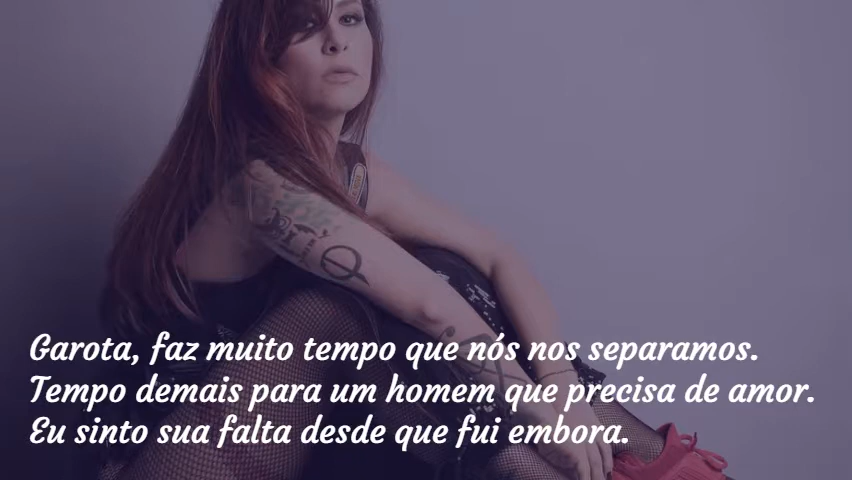 Garota, faz muito tempo que nós nos separamos.
Tempo demais para um homem que precisa de amor.
Eu sinto sua falta desde que fui embora.